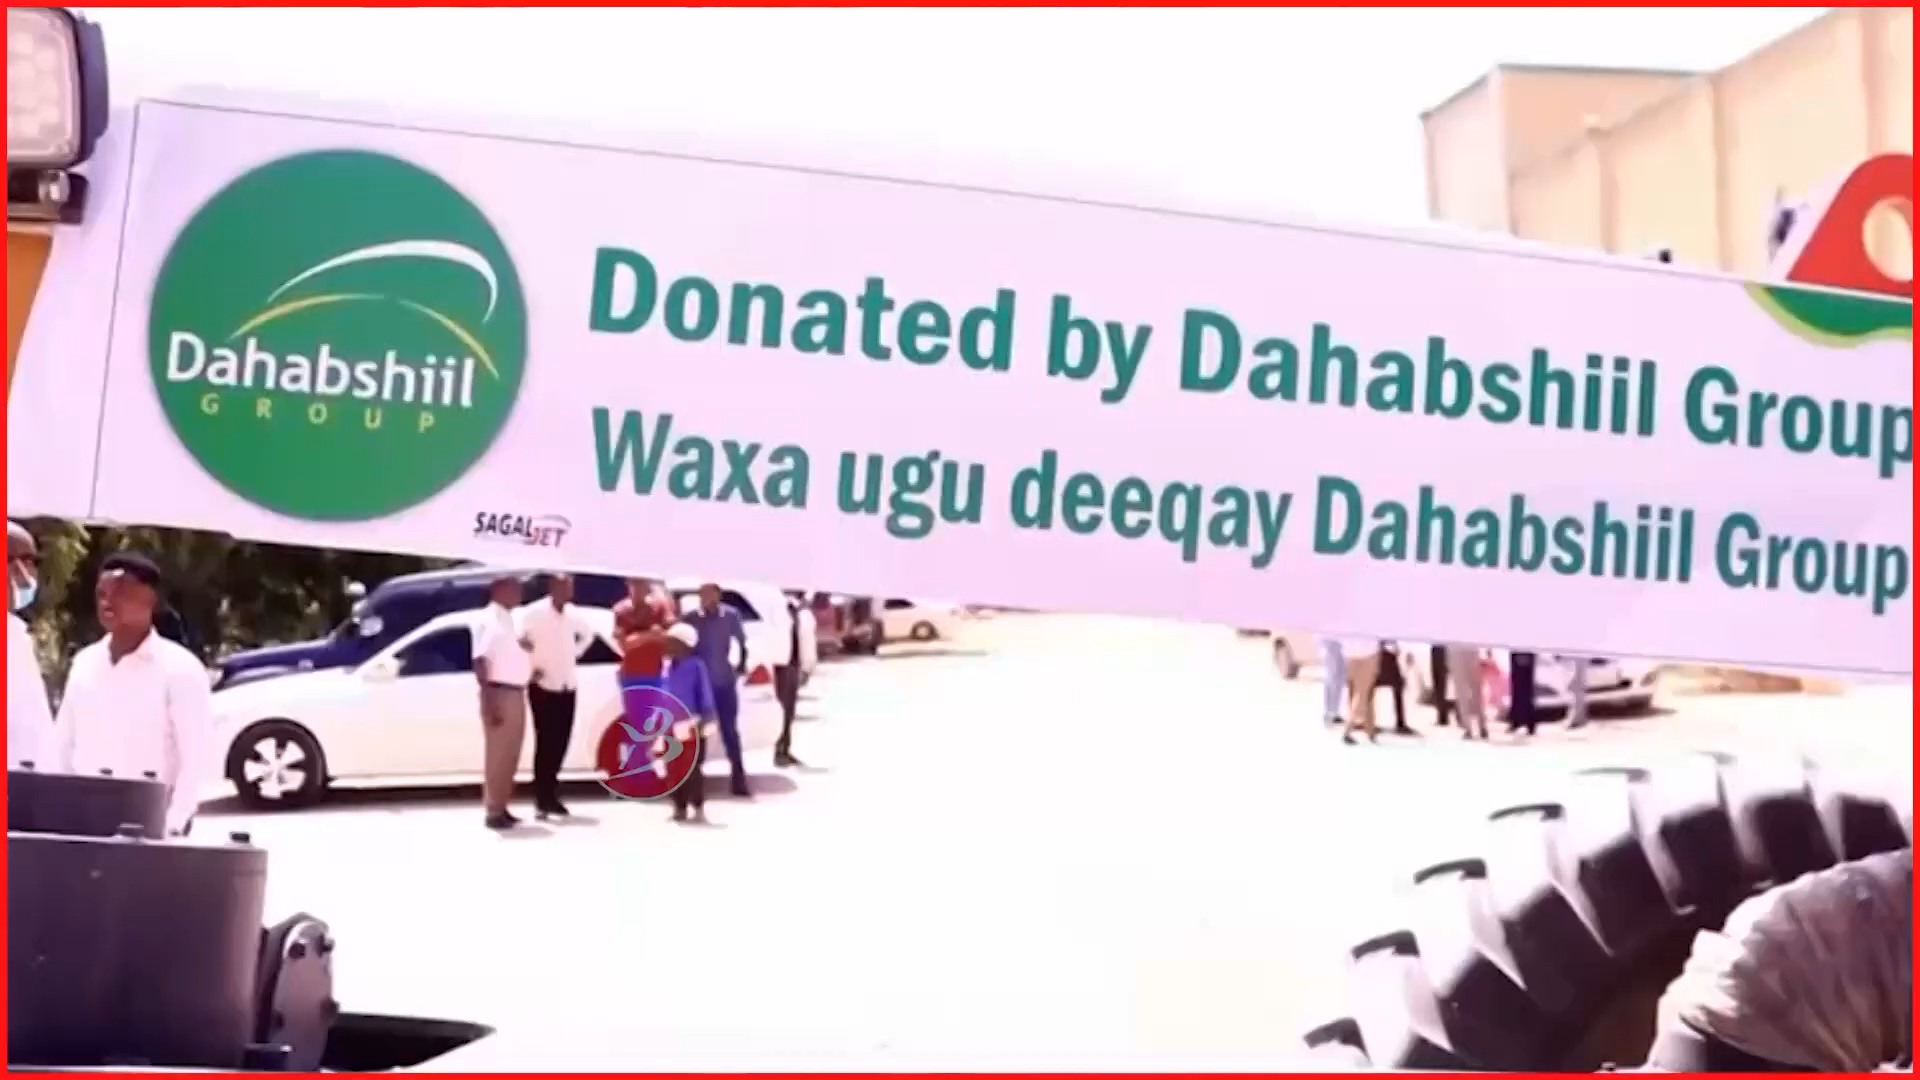 Dahabshiil
GROUP
SAGALJET
Donated by Dahabshiil Group
Waxa ugu deeqay Dahabshiil Group